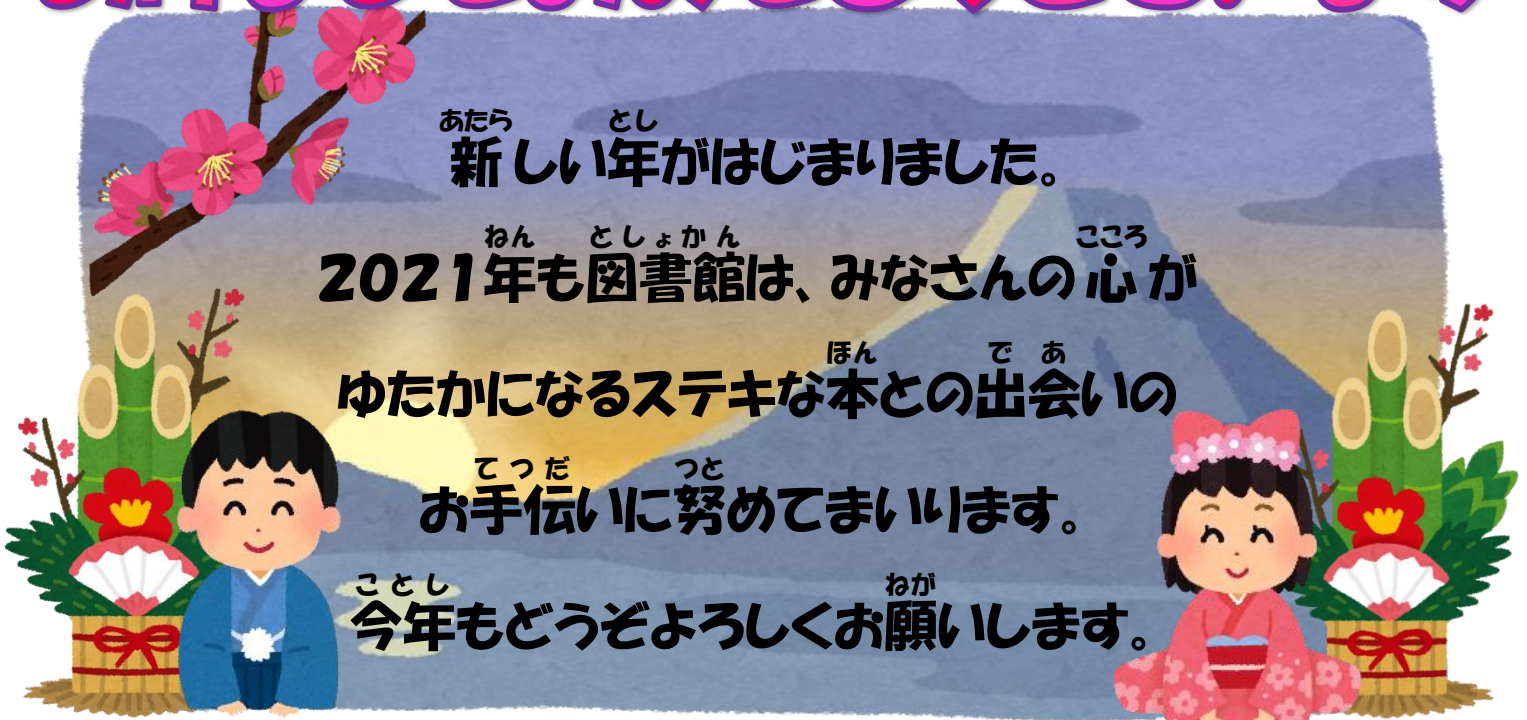 新しい年がはじまりました。
2021年も図書館は、みなさんの心が
ゆたかになるステキな本との出会いの
お手伝いに努めてまいります。
今年もどうぞよろしくお願いします。